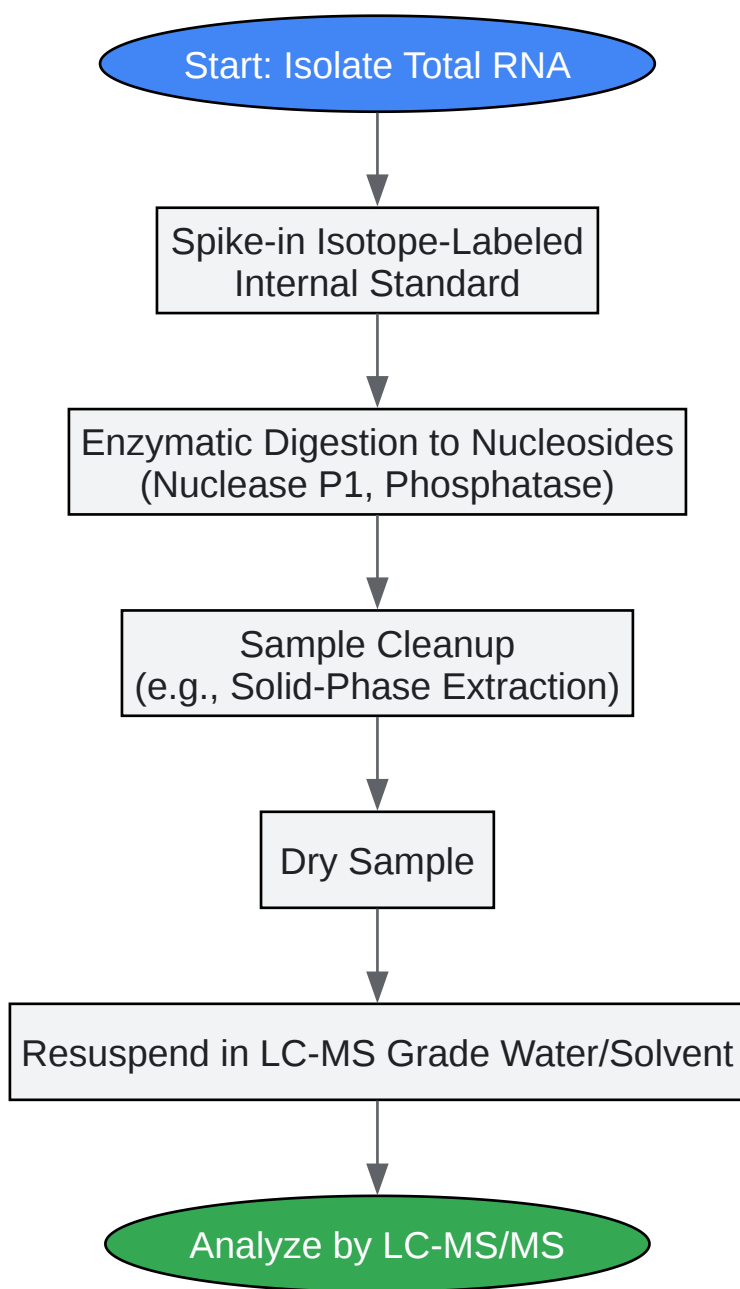 Start: Isolate Total RNA
Spike-in Isotope-Labeled
Internal Standard
Enzymatic Digestion to Nucleosides
(Nuclease P1, Phosphatase)
Sample Cleanup
(e.g., Solid-Phase Extraction)
Dry Sample
Resuspend in LC-MS Grade Water/Solvent
Analyze by LC-MS/MS